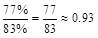 77% / 83% = 77 / 83 ≈ 0.93